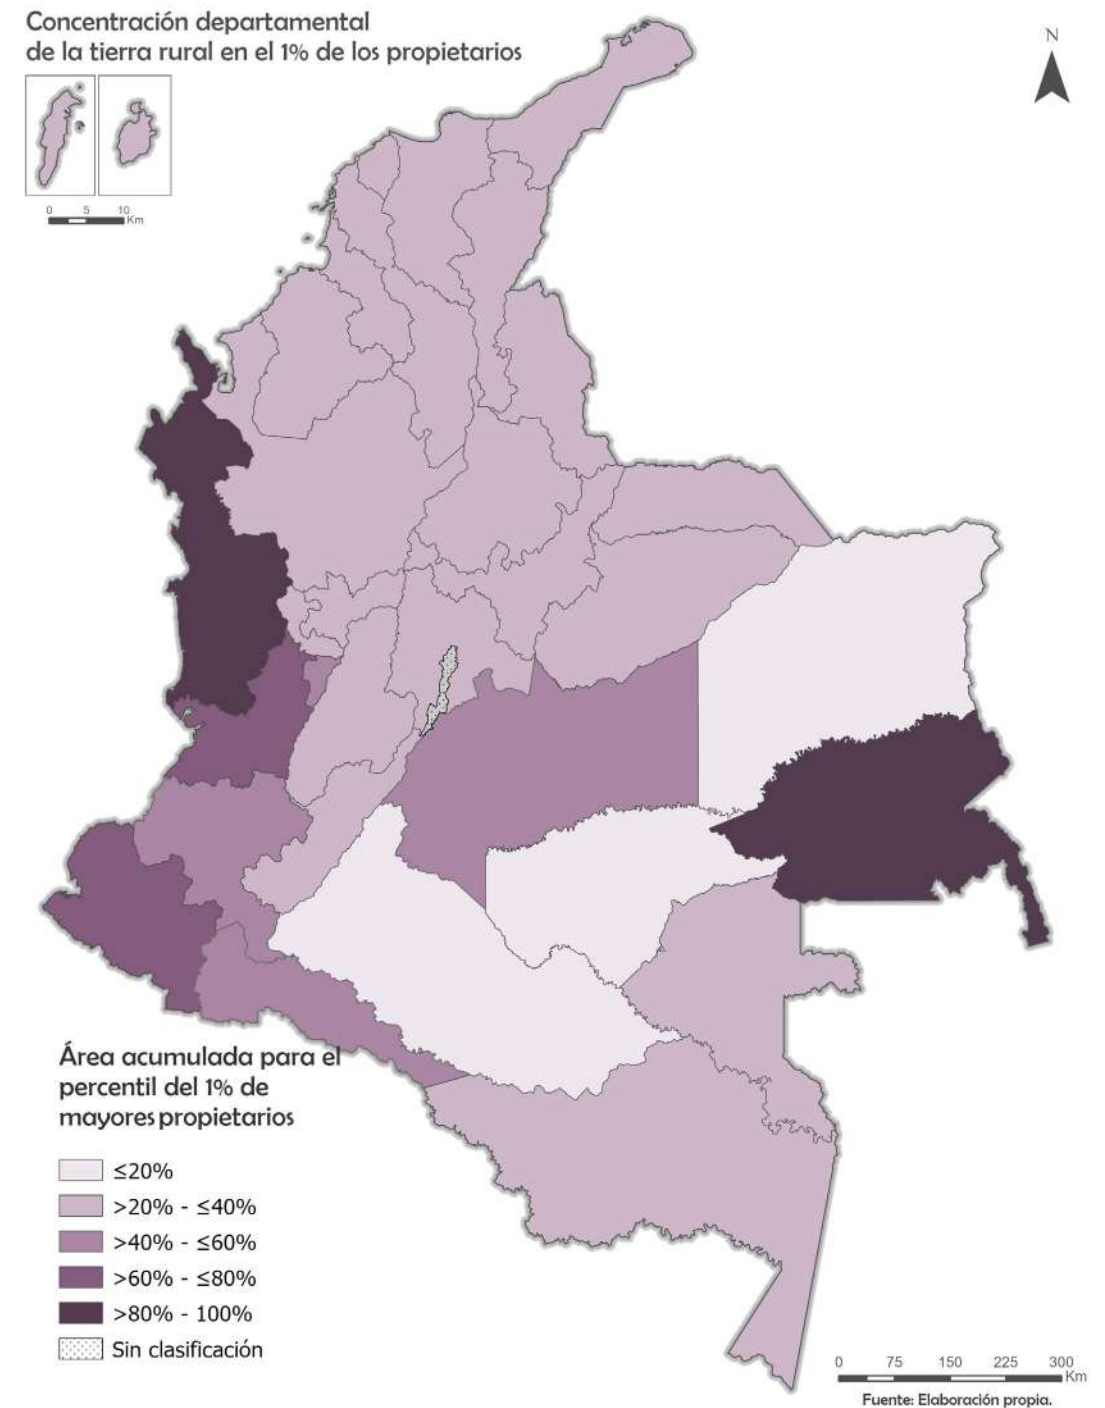 Concentración departamental
de la tierra rural en el 1% de los propietarios
N
0 5 10
Km
Área acumulada para el
percentil del 1% de
mayores propietarios
≤20%
>20% - ≤40%
>40% - ≤60%
>60% - ≤80%
>80% - 100%
Sin clasificación
0 75 150 225 300
Km
Fuente: Elaboración propia.